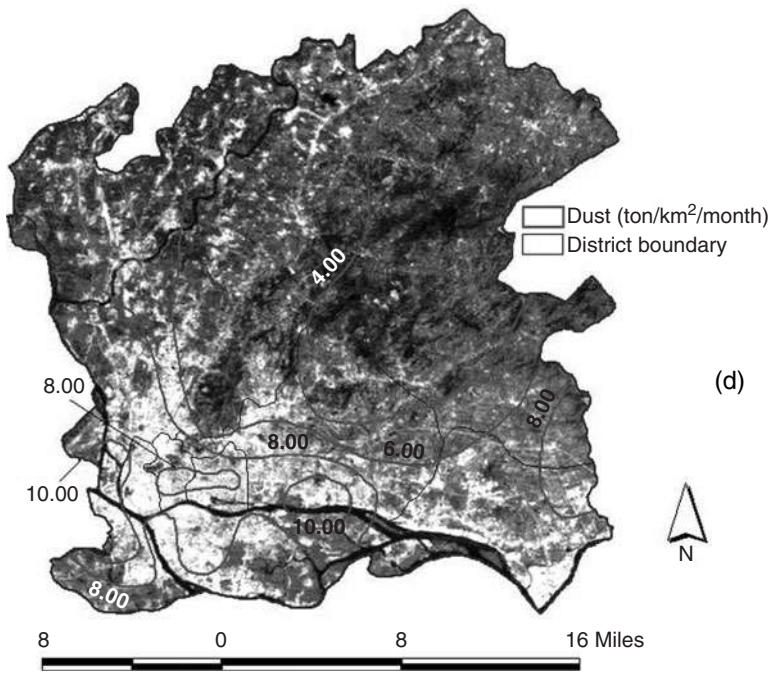 Dust (ton/km²/month)
District boundary
4.00
(d)
8.00
8.00
8.00
6.00
10.00
10.00
N
8.00
8 0 8 16 Miles